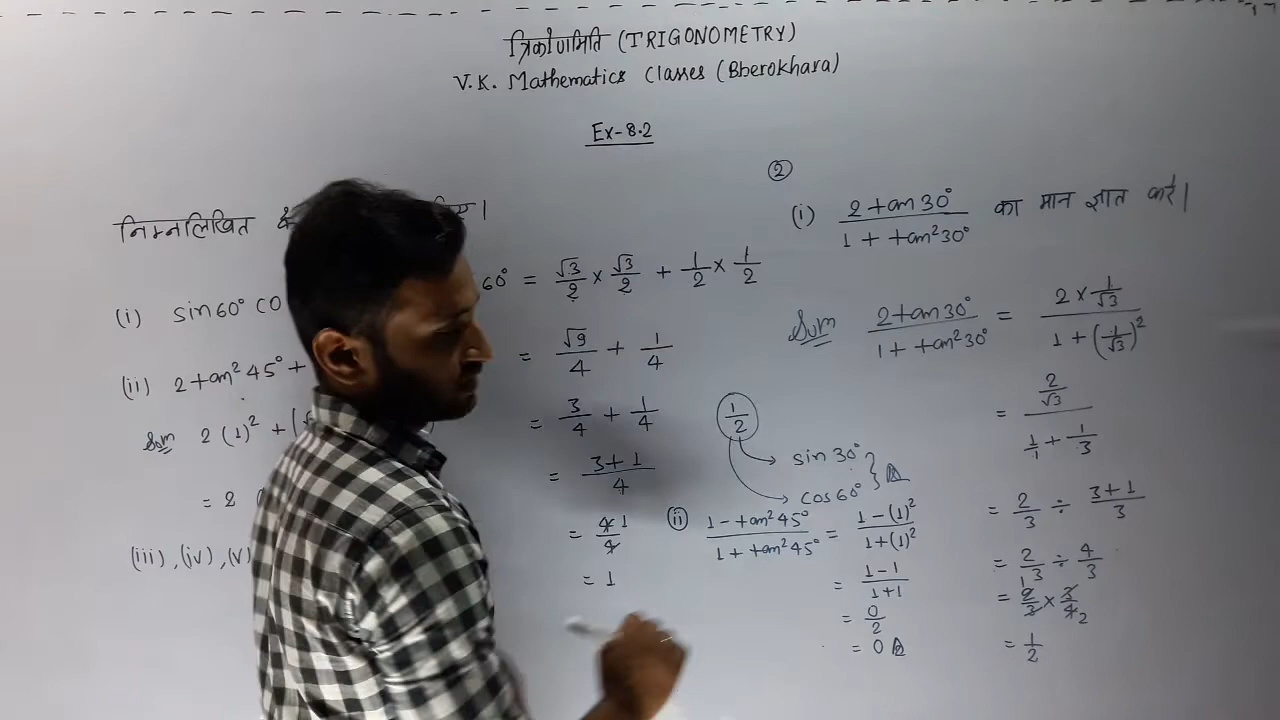 त्रिकोणमिति (TRIGONOMETRY)
V.K. Mathematics Classes (Bherokhara)
Ex-8.2
निम्नलिखित के
(i) sin60° CO
60° = √3/2 × √3/2 + 1/2 × 1/2
= √9/4 + 1/4
= 3/4 + 1/4
= 3+1/4
= 4/4 1
= 1
(ii) 2tan²45° +
Som 2(1)² + (
= 2
(iii), (iv), (v)
②
(i) 2tan30°/1+tan²30° का मान ज्ञात करें।
Som 2tan30°/1+tan²30° = 2×1/√3 / 1+(1/√3)²
= 2/√3 / 1/1 + 1/3
= 2/3 ÷ 3+1/3
= 2/3 ÷ 4/3
= 2/3 × 3/4 1 2
= 1/2
1/2
sin30°
cos60°
(ii) 1-tan²45°/1+tan²45° = 1-(1)²/1+(1)²
= 1-1/1+1
= 0/2
= 0